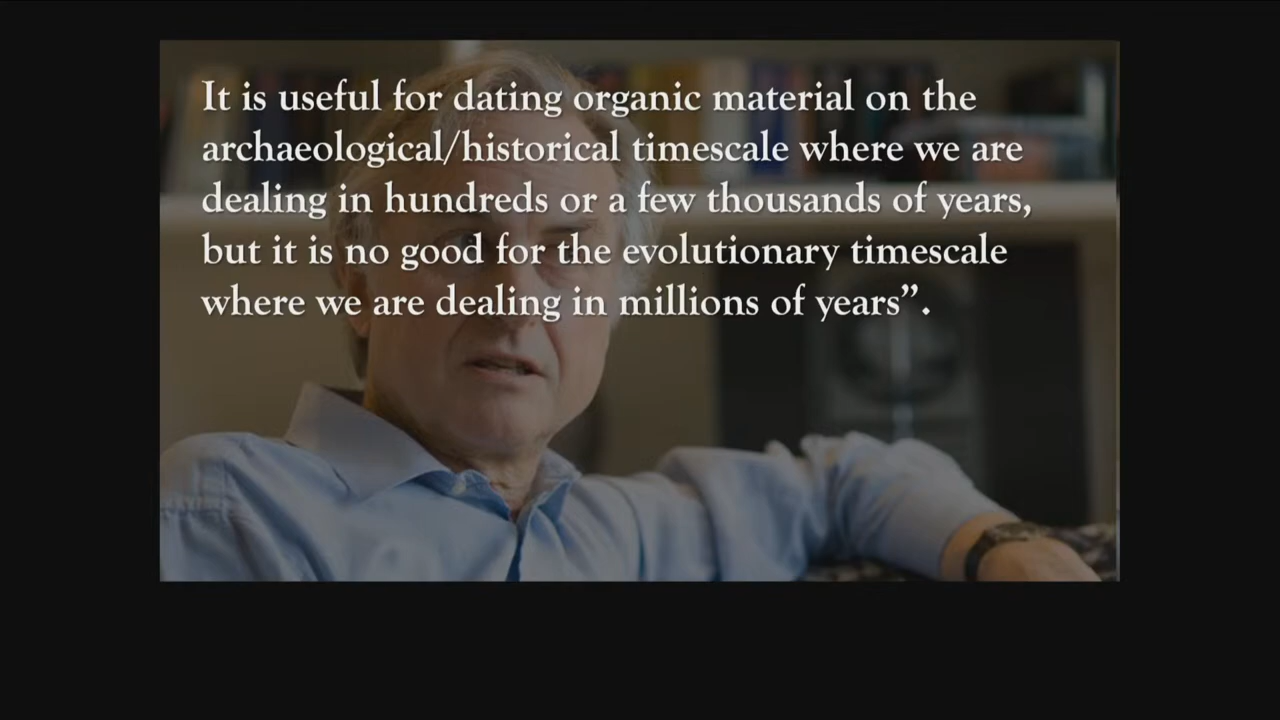 It is useful for dating organic material on the
archaeological/historical timescale where we are
dealing in hundreds or a few thousands of years,
but it is no good for the evolutionary timescale
where we are dealing in millions of years”.